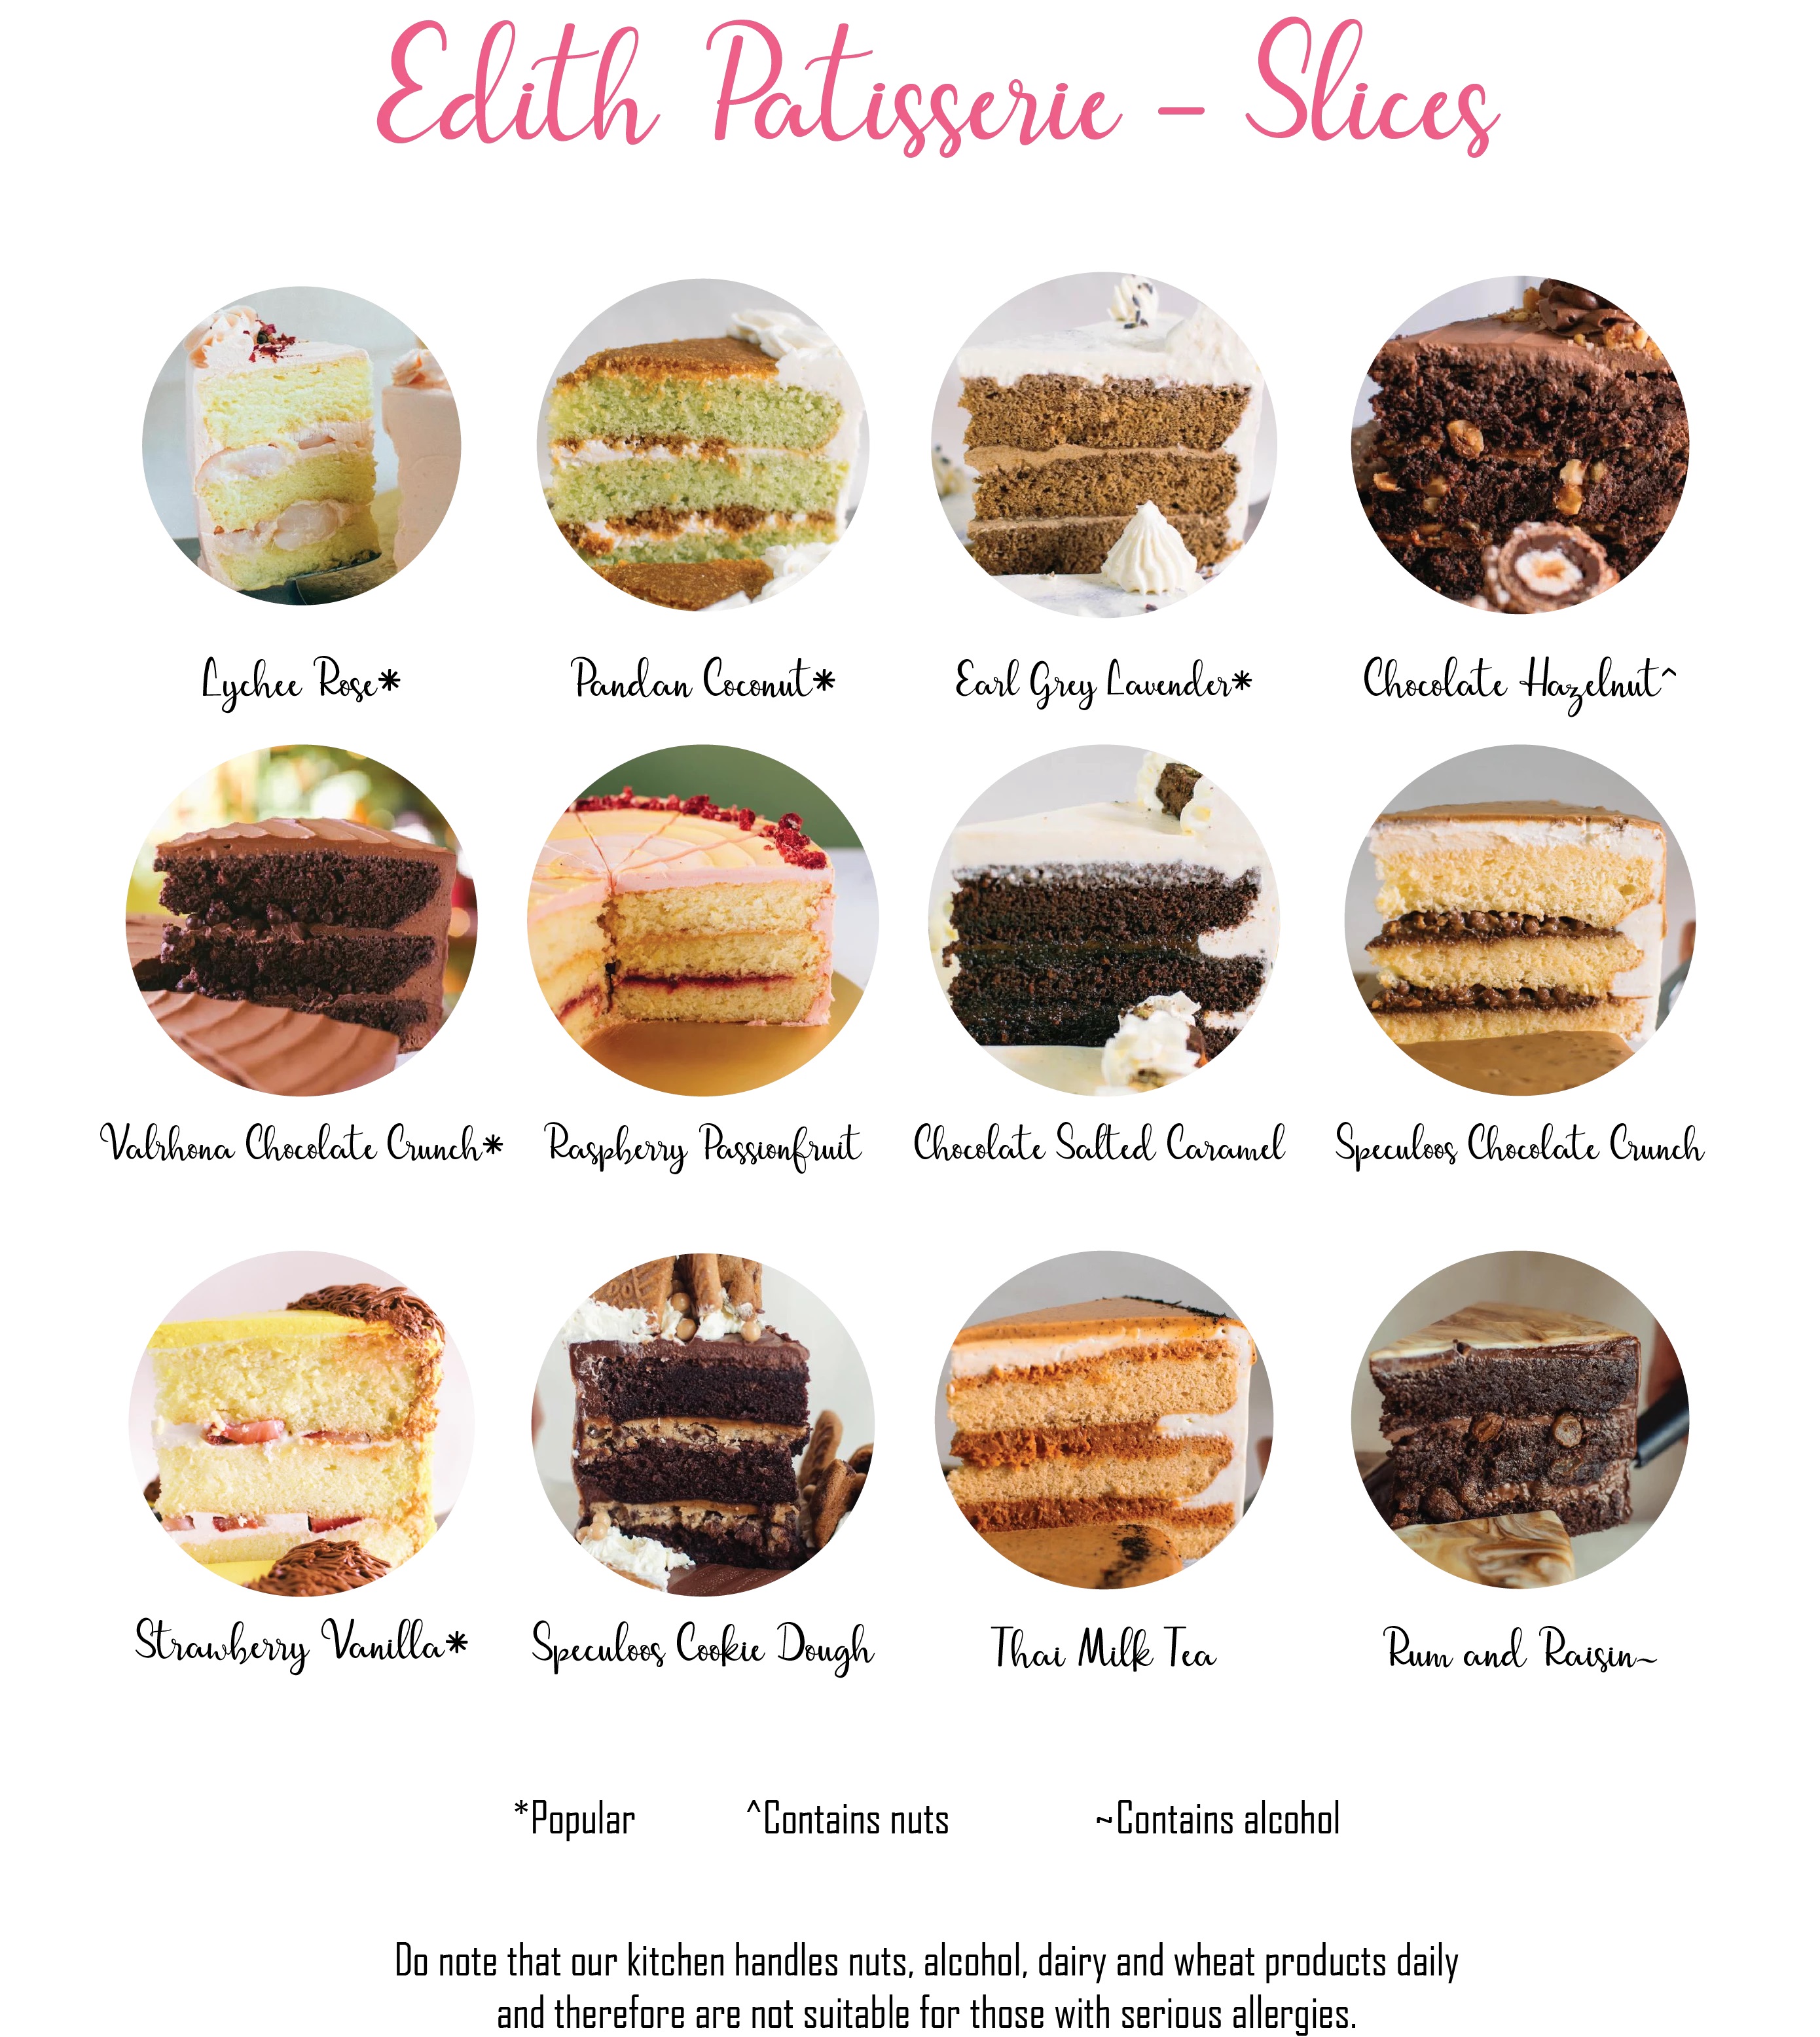 Edith Patisserie - Slices
Lychee Rose*
Pandan Coconut*
Earl Grey Lavender*
Chocolate Hazelnut^
Valrhona Chocolate Crunch*
Raspberry Passionfruit
Chocolate Salted Caramel
Speculoos Chocolate Crunch
Strawberry Vanilla*
Speculoos Cookie Dough
Thai Milk Tea
Rum and Raisin~
*Popular
^Contains nuts
~Contains alcohol
Do note that our kitchen handles nuts, alcohol, dairy and wheat products daily
and therefore are not suitable for those with serious allergies.